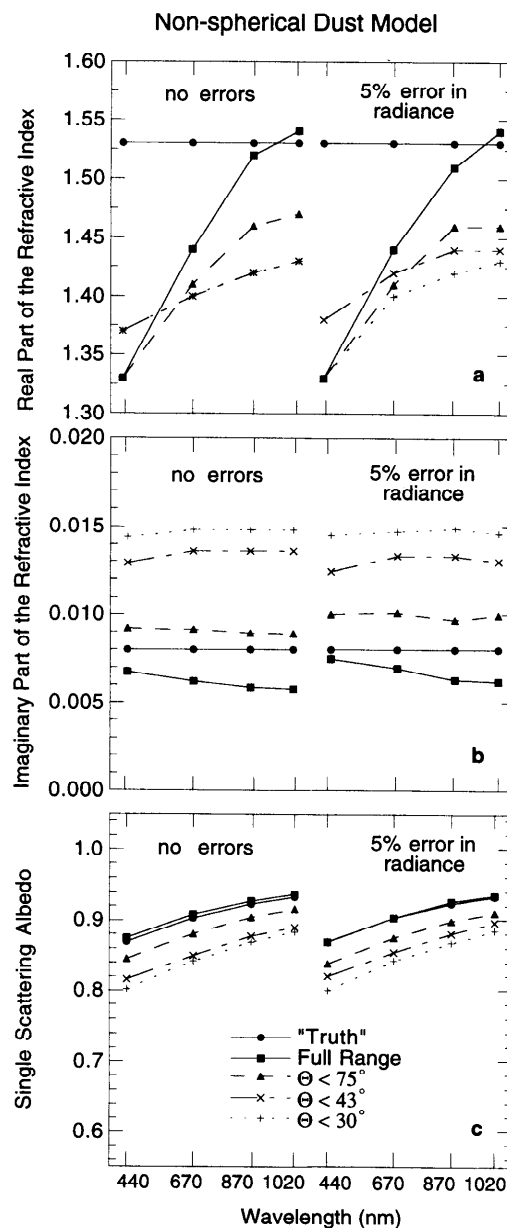 Non-spherical Dust Model
Real Part of the Refractive Index
1.60
1.55
1.50
1.45
1.40
1.35
1.30
no errors
5% error in
radiance
a
Imaginary Part of the Refractive Index
0.020
0.015
0.010
0.005
0.000
no errors
5% error in
radiance
b
Single Scattering Albedo
1.0
0.9
0.8
0.7
0.6
no errors
5% error in
radiance
"Truth"
Full Range
Θ < 75°
Θ < 43°
Θ < 30°
c
440 670 870 1020 440 670 870 1020
Wavelength (nm)